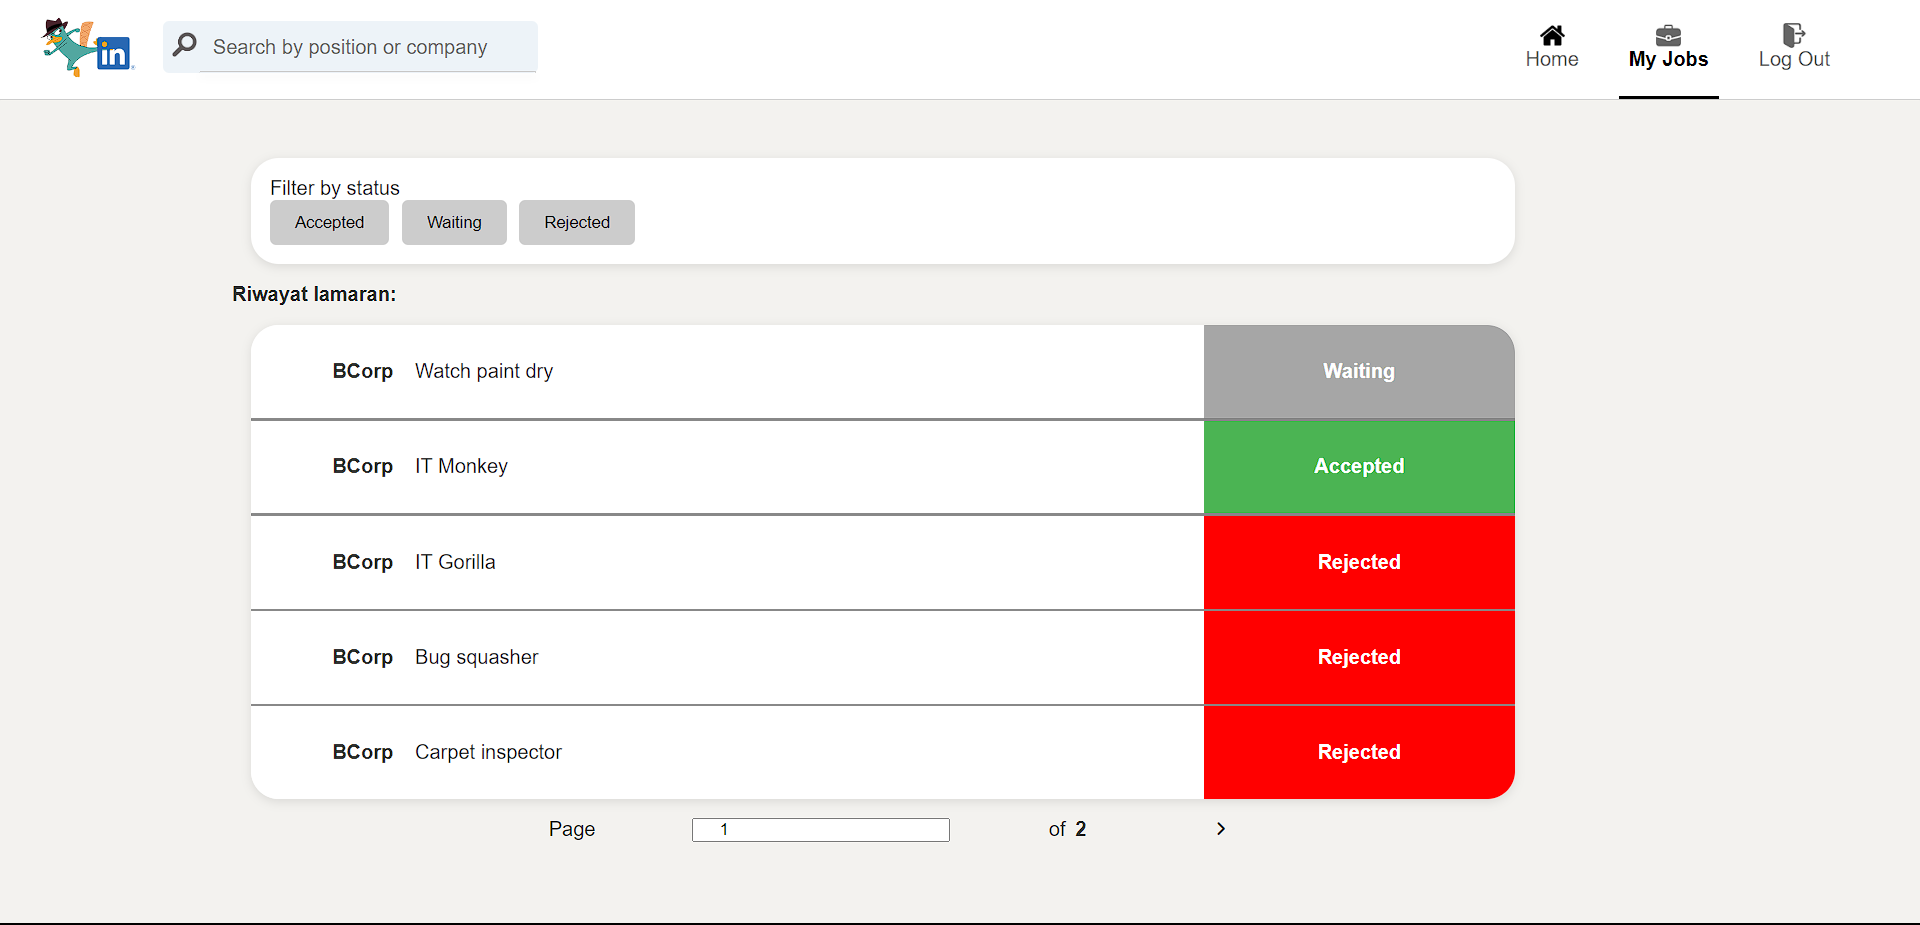 in
Search by position or company
Home
My Jobs
Log Out
Filter by status
Accepted Waiting Rejected
Riwayat lamaran:
BCorp Watch paint dry Waiting
BCorp IT Monkey Accepted
BCorp IT Gorilla Rejected
BCorp Bug squasher Rejected
BCorp Carpet inspector Rejected
Page 1 of 2